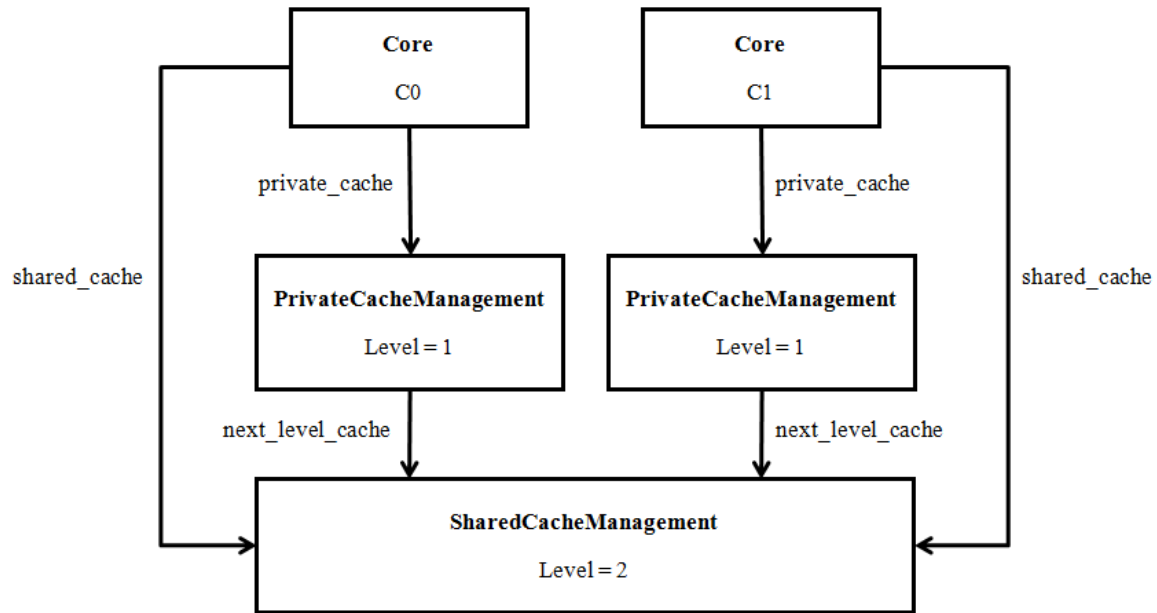 Core
C0
Core
C1
private_cache
private_cache
shared_cache
shared_cache
PrivateCacheManagement
Level = 1
PrivateCacheManagement
Level = 1
next_level_cache
next_level_cache
SharedCacheManagement
Level = 2